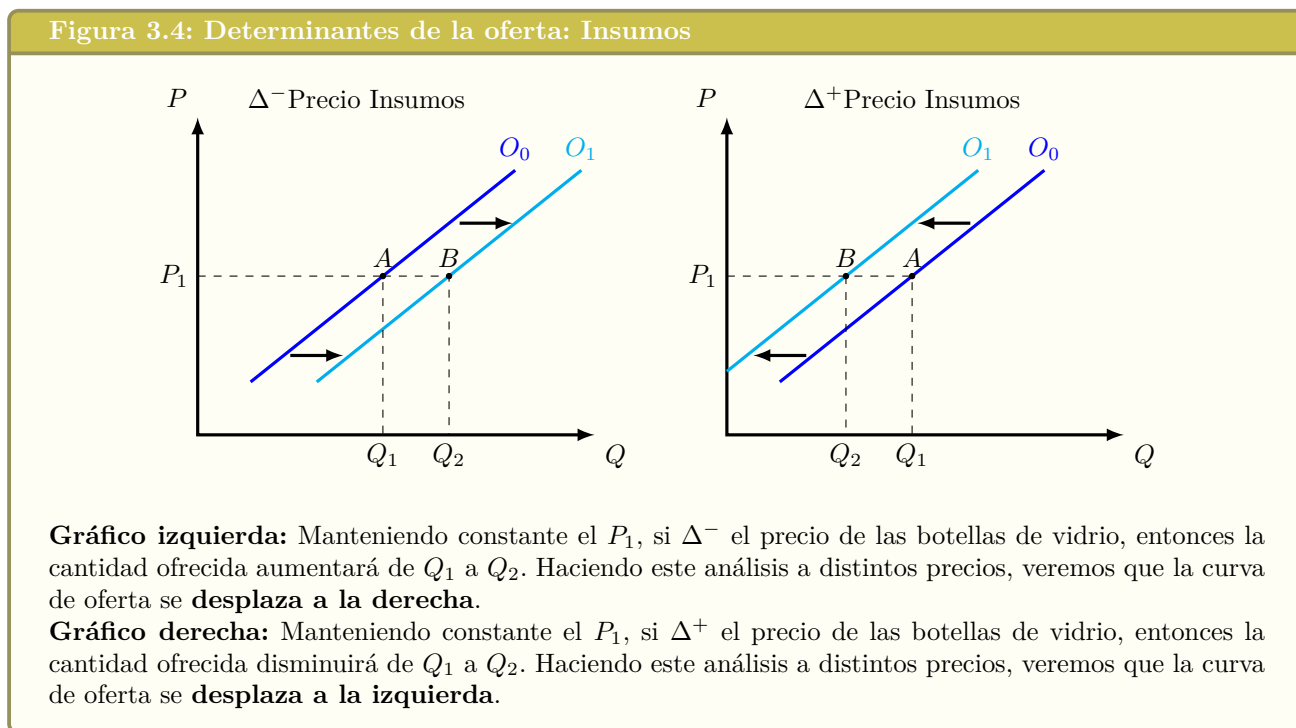 Figura 3.4: Determinantes de la oferta: Insumos
P Δ⁻Precio Insumos
O₀ O₁
A B
P₁
Q₁ Q₂ Q
P Δ⁺Precio Insumos
O₁ O₀
B A
P₁
Q₂ Q₁ Q
Gráfico izquierda: Manteniendo constante el P₁, si Δ⁻ el precio de las botellas de vidrio, entonces la
cantidad ofrecida aumentará de Q₁ a Q₂. Haciendo este análisis a distintos precios, veremos que la curva
de oferta se desplaza a la derecha.
Gráfico derecha: Manteniendo constante el P₁, si Δ⁺ el precio de las botellas de vidrio, entonces la
cantidad ofrecida disminuirá de Q₁ a Q₂. Haciendo este análisis a distintos precios, veremos que la curva
de oferta se desplaza a la izquierda.